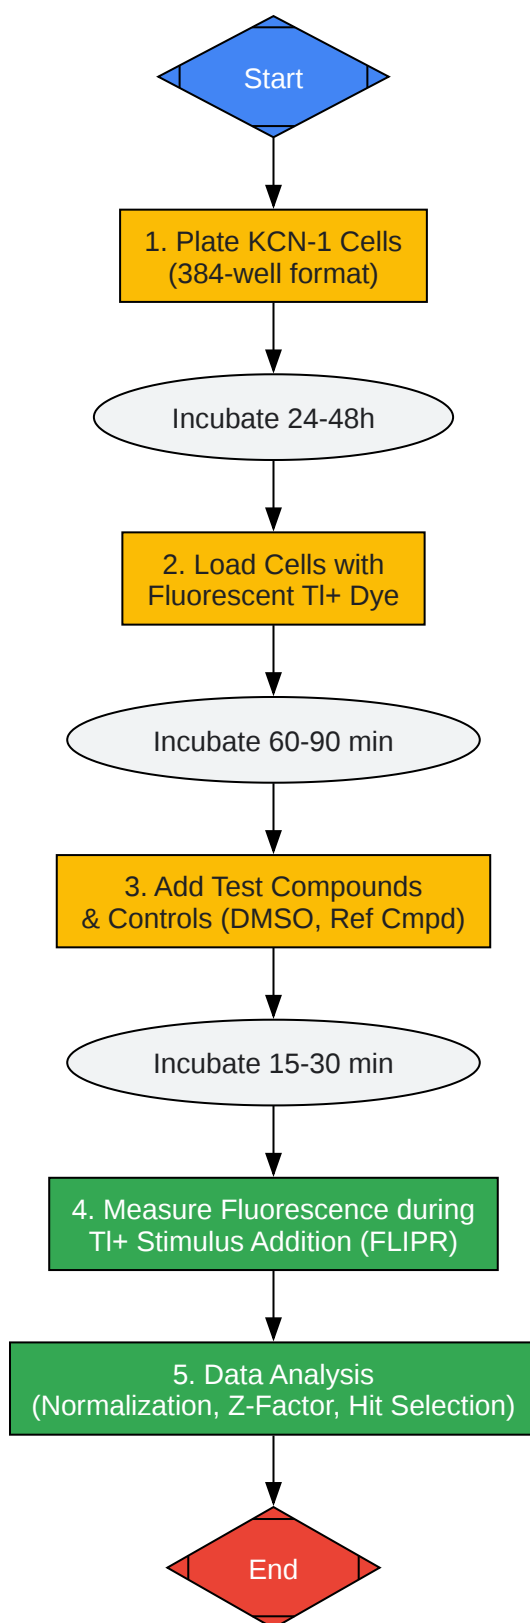 Start
1. Plate KCN-1 Cells
(384-well format)
Incubate 24-48h
2. Load Cells with
Fluorescent Tl+ Dye
Incubate 60-90 min
3. Add Test Compounds
& Controls (DMSO, Ref Cmpd)
Incubate 15-30 min
4. Measure Fluorescence during
Tl+ Stimulus Addition (FLIPR)
5. Data Analysis
(Normalization, Z-Factor, Hit Selection)
End